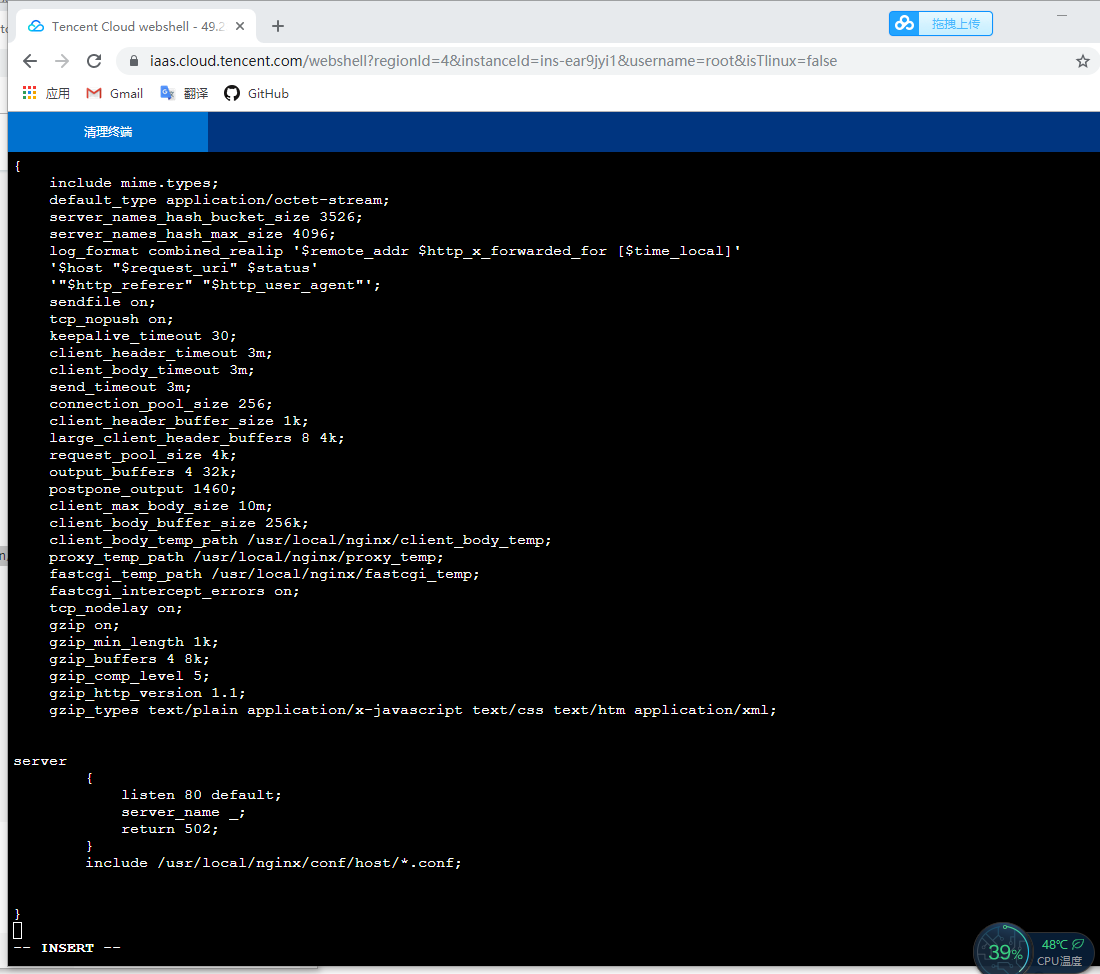 Tencent Cloud webshell - 49.2
拖拽上传
iaas.cloud.tencent.com/webshell?regionId=4&instanceId=ins-ear9jyi1&username=root&isTlinux=false
应用 Gmail 翻译 GitHub
清理终端
{
    include mime.types;
    default_type application/octet-stream;
    server_names_hash_bucket_size 3526;
    server_names_hash_max_size 4096;
    log_format combined_realip '$remote_addr $http_x_forwarded_for [$time_local]'
    '$host "$request_uri" $status'
    '"$http_referer" "$http_user_agent"';
    sendfile on;
    tcp_nopush on;
    keepalive_timeout 30;
    client_header_timeout 3m;
    client_body_timeout 3m;
    send_timeout 3m;
    connection_pool_size 256;
    client_header_buffer_size 1k;
    large_client_header_buffers 8 4k;
    request_pool_size 4k;
    output_buffers 4 32k;
    postpone_output 1460;
    client_max_body_size 10m;
    client_body_buffer_size 256k;
    client_body_temp_path /usr/local/nginx/client_body_temp;
    proxy_temp_path /usr/local/nginx/proxy_temp;
    fastcgi_temp_path /usr/local/nginx/fastcgi_temp;
    fastcgi_intercept_errors on;
    tcp_nodelay on;
    gzip on;
    gzip_min_length 1k;
    gzip_buffers 4 8k;
    gzip_comp_level 5;
    gzip_http_version 1.1;
    gzip_types text/plain application/x-javascript text/css text/htm application/xml;
server
        {
            listen 80 default;
            server_name _;
            return 502;
        }
        include /usr/local/nginx/conf/host/*.conf;
}
-- INSERT --
39%
48℃
CPU温度